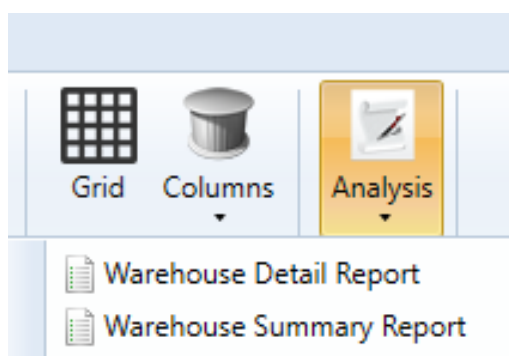 Grid Columns Analysis
Warehouse Detail Report
Warehouse Summary Report